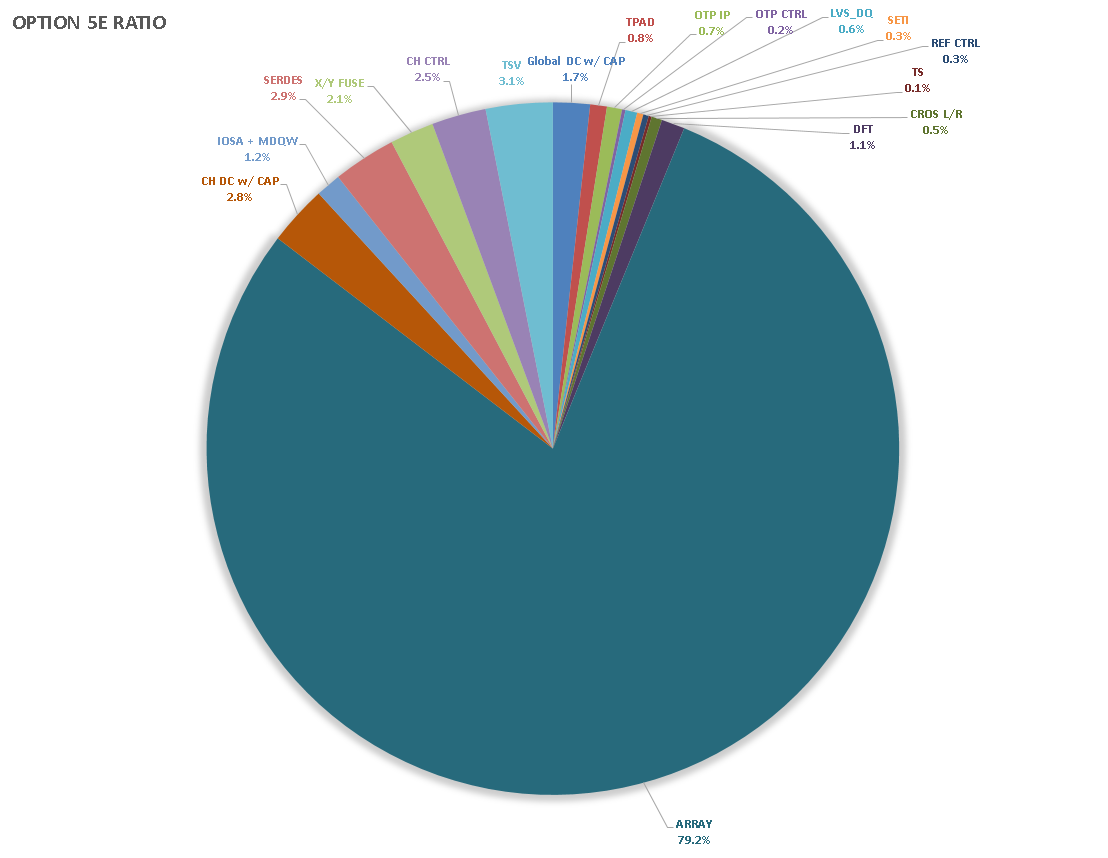 OPTION 5E RATIO
TPAD
0.8%
OTP IP
0.7%
OTP CTRL
0.2%
LVS_DQ
0.6%
SETI
0.3%
REF CTRL
0.3%
TS
0.1%
CROS L/R
0.5%
DFT
1.1%
Global DC w/ CAP
1.7%
TSV
3.1%
CH CTRL
2.5%
X/Y FUSE
2.1%
SERDES
2.9%
IOSA + MDQW
1.2%
CH DC w/ CAP
2.8%
ARRAY
79.2%